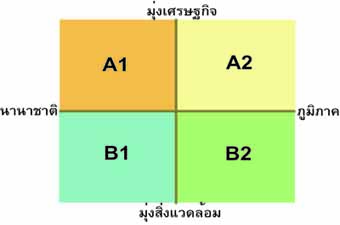 มุ่งเศรษฐกิจ
A1 A2
นานาชาติ ภูมิภาค
B1 B2
มุ่งสิ่งแวดล้อม